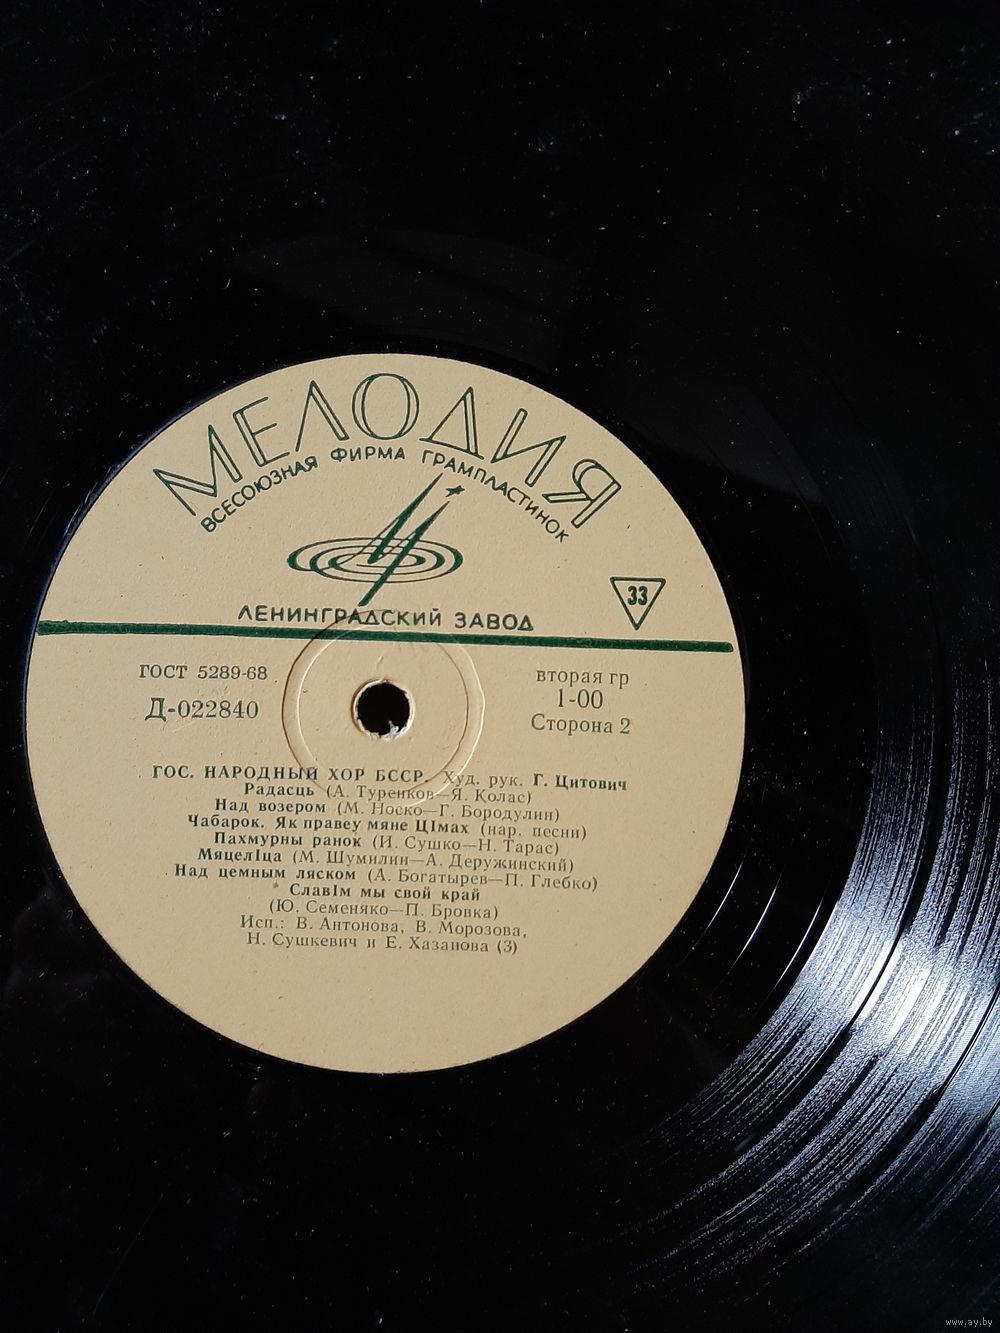 МЕЛОДИЯ
ВСЕСОЮЗНАЯ ФИРМА ГРАМПЛАСТИНОК
33
ЛЕНИНГРАДСКИЙ ЗАВОД
ГОСТ 5289-68
Д-022840
вторая гр
1-00
Сторона 2
ГОС. НАРОДНЫЙ ХОР БССР. Худ. рук. Г. Цитович
Радасць (А. Туренков—Я. Колас)
Над возером (М. Носко—Г. Бородулин)
Чабарок. Як правеу мяне ЦІмах (нар. песни)
Пахмурны ранок (И. Сушко—Н. Тарас)
МяцелІца (М. Шумилин—А. Деружинский)
Над цемным ляском (А. Богатырев—П. Глебко)
СлавІм мы свой край
(Ю. Семеняко—П. Бровка)
Исп.: В. Антонова, В. Морозова,
Н. Сушкевич и Е. Хазанова (3)
www.ay.by